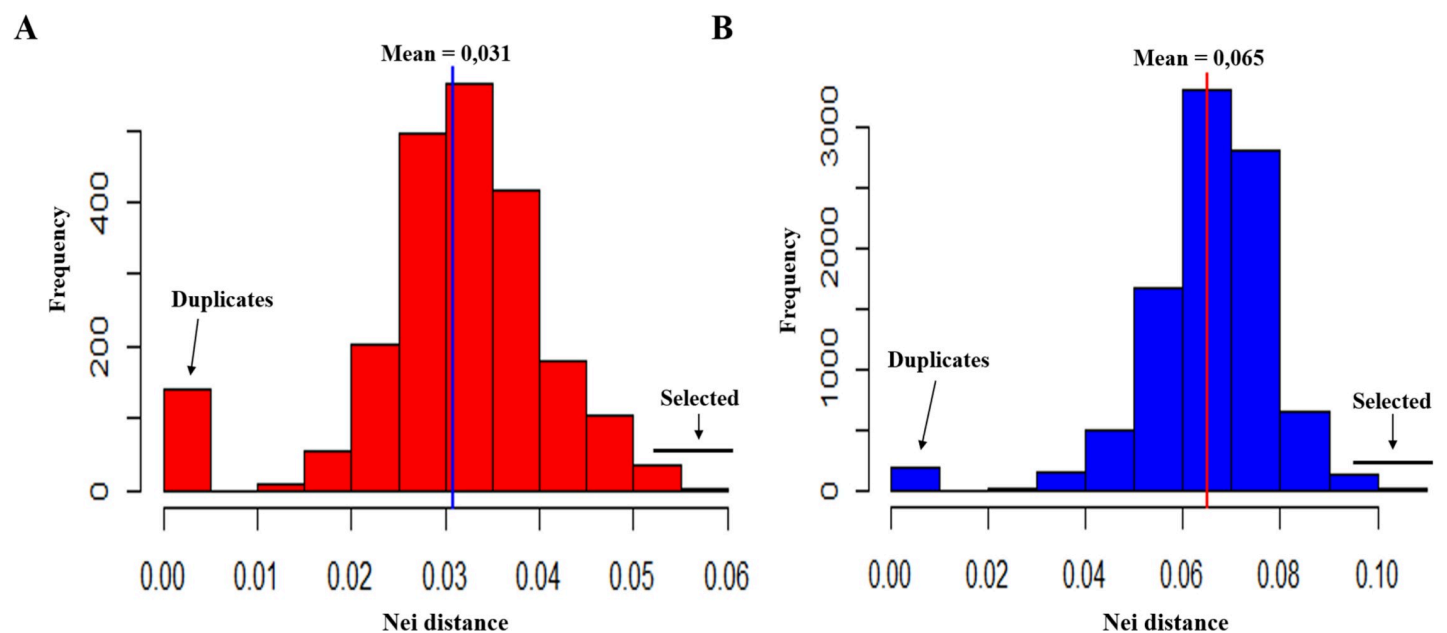 A
Mean = 0,031
Frequency
0
200
400
Duplicates
Selected
0.00 0.01 0.02 0.03 0.04 0.05 0.06
Nei distance
B
Mean = 0,065
Frequency
0
1000
2000
3000
Duplicates
Selected
0.00 0.02 0.04 0.06 0.08 0.10
Nei distance